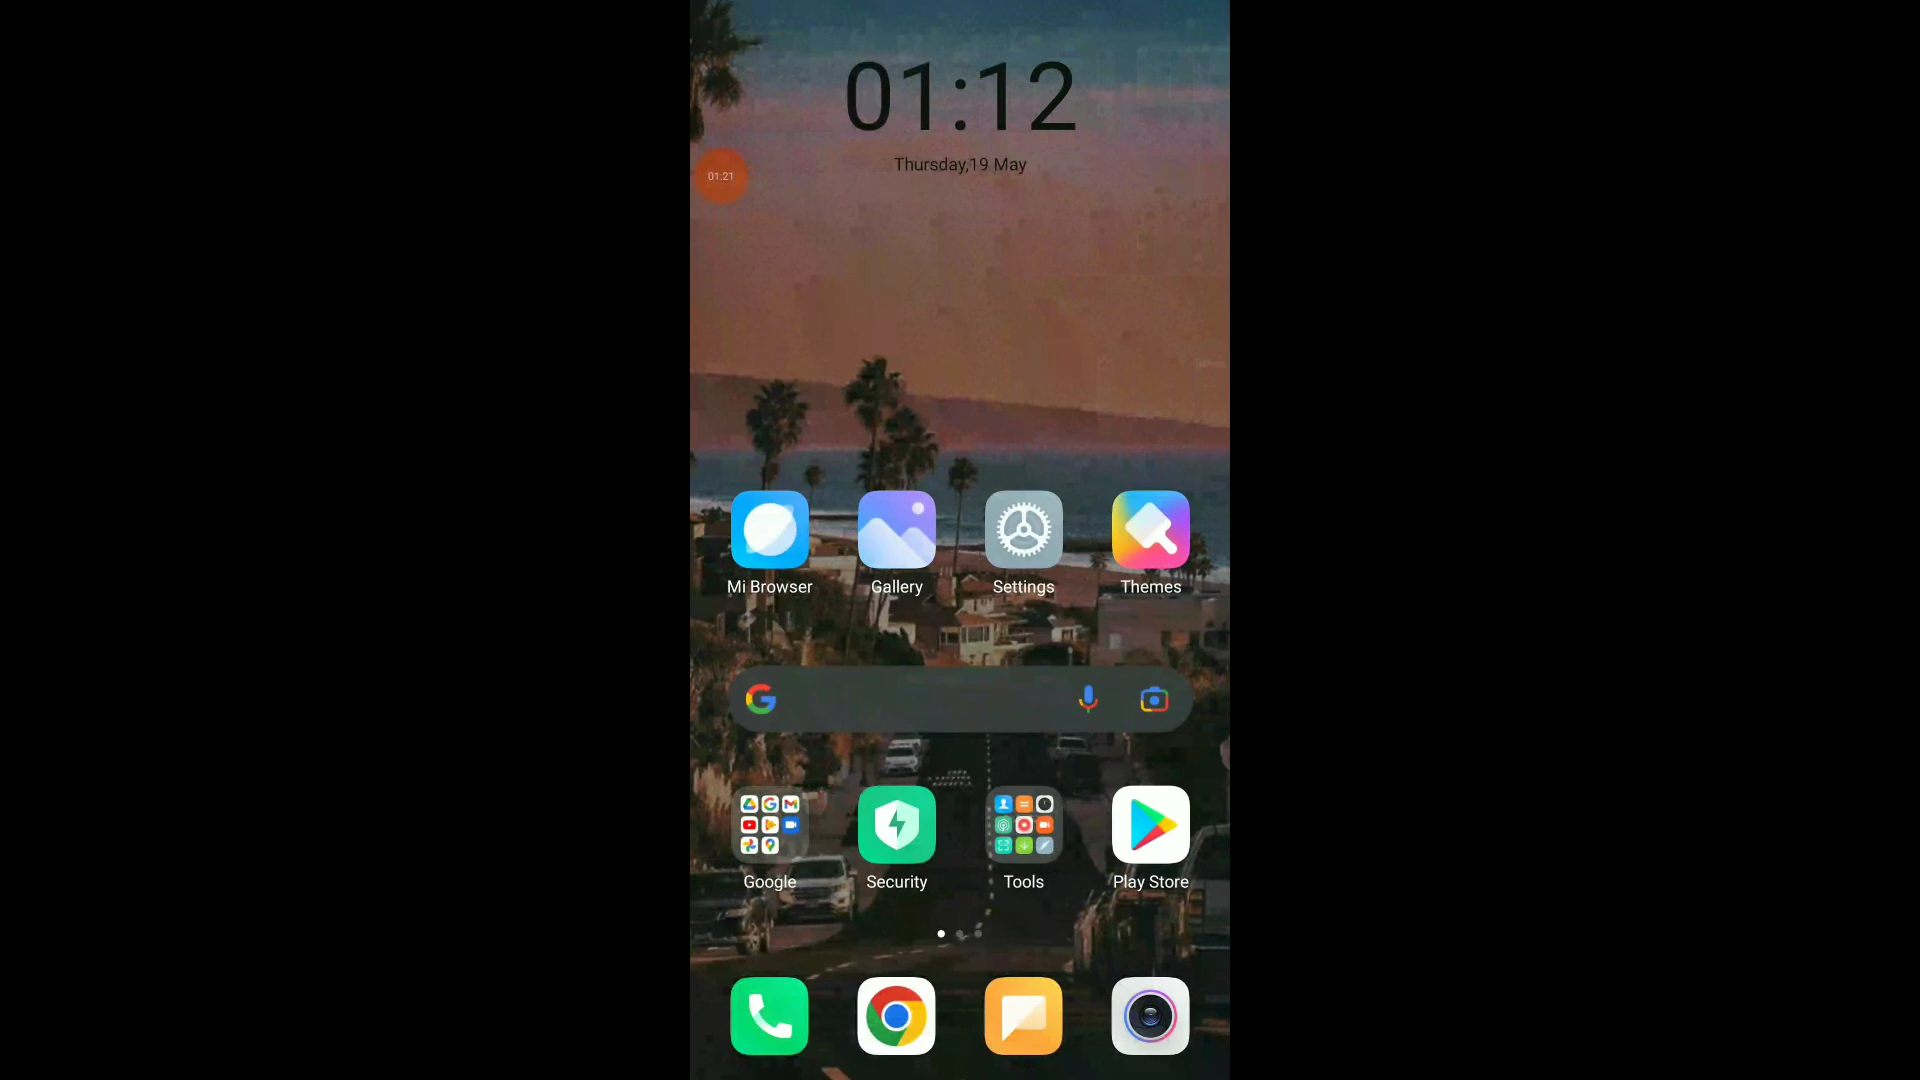 01:12
Thursday,19 May
01:21
Mi Browser
Gallery
Settings
Themes
Google
Security
Tools
Play Store